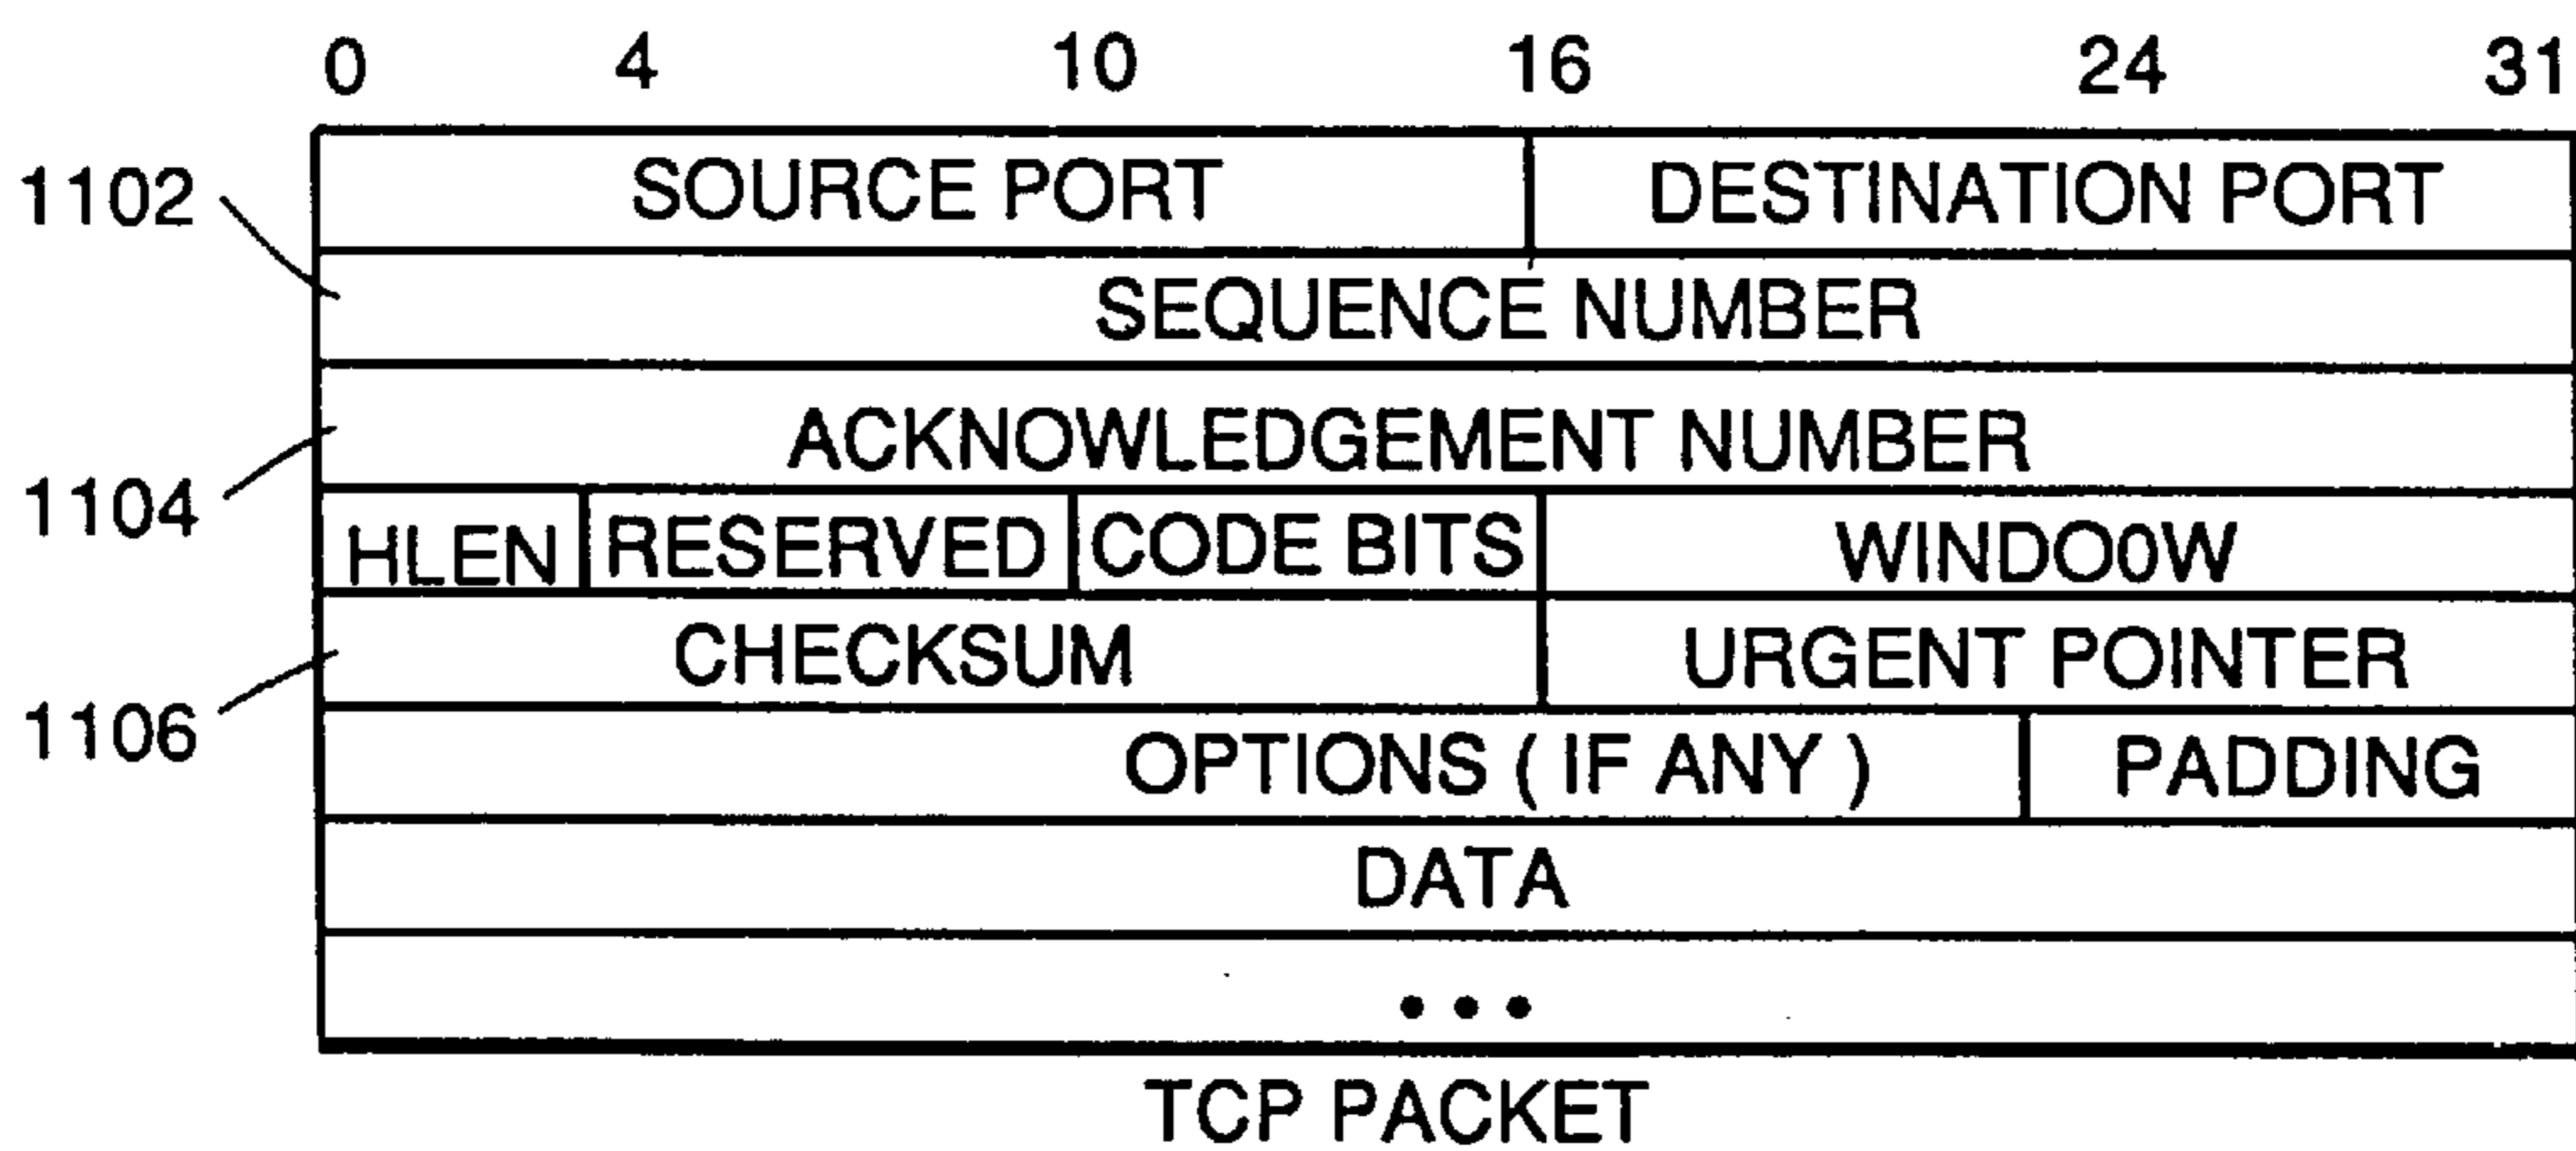 0 4 10 16 24 31
SOURCE PORT DESTINATION PORT
1102
SEQUENCE NUMBER
ACKNOWLEDGEMENT NUMBER
1104
HLEN RESERVED CODE BITS WINDO0W
CHECKSUM URGENT POINTER
1106
OPTIONS ( IF ANY ) PADDING
DATA
• • •
TCP PACKET